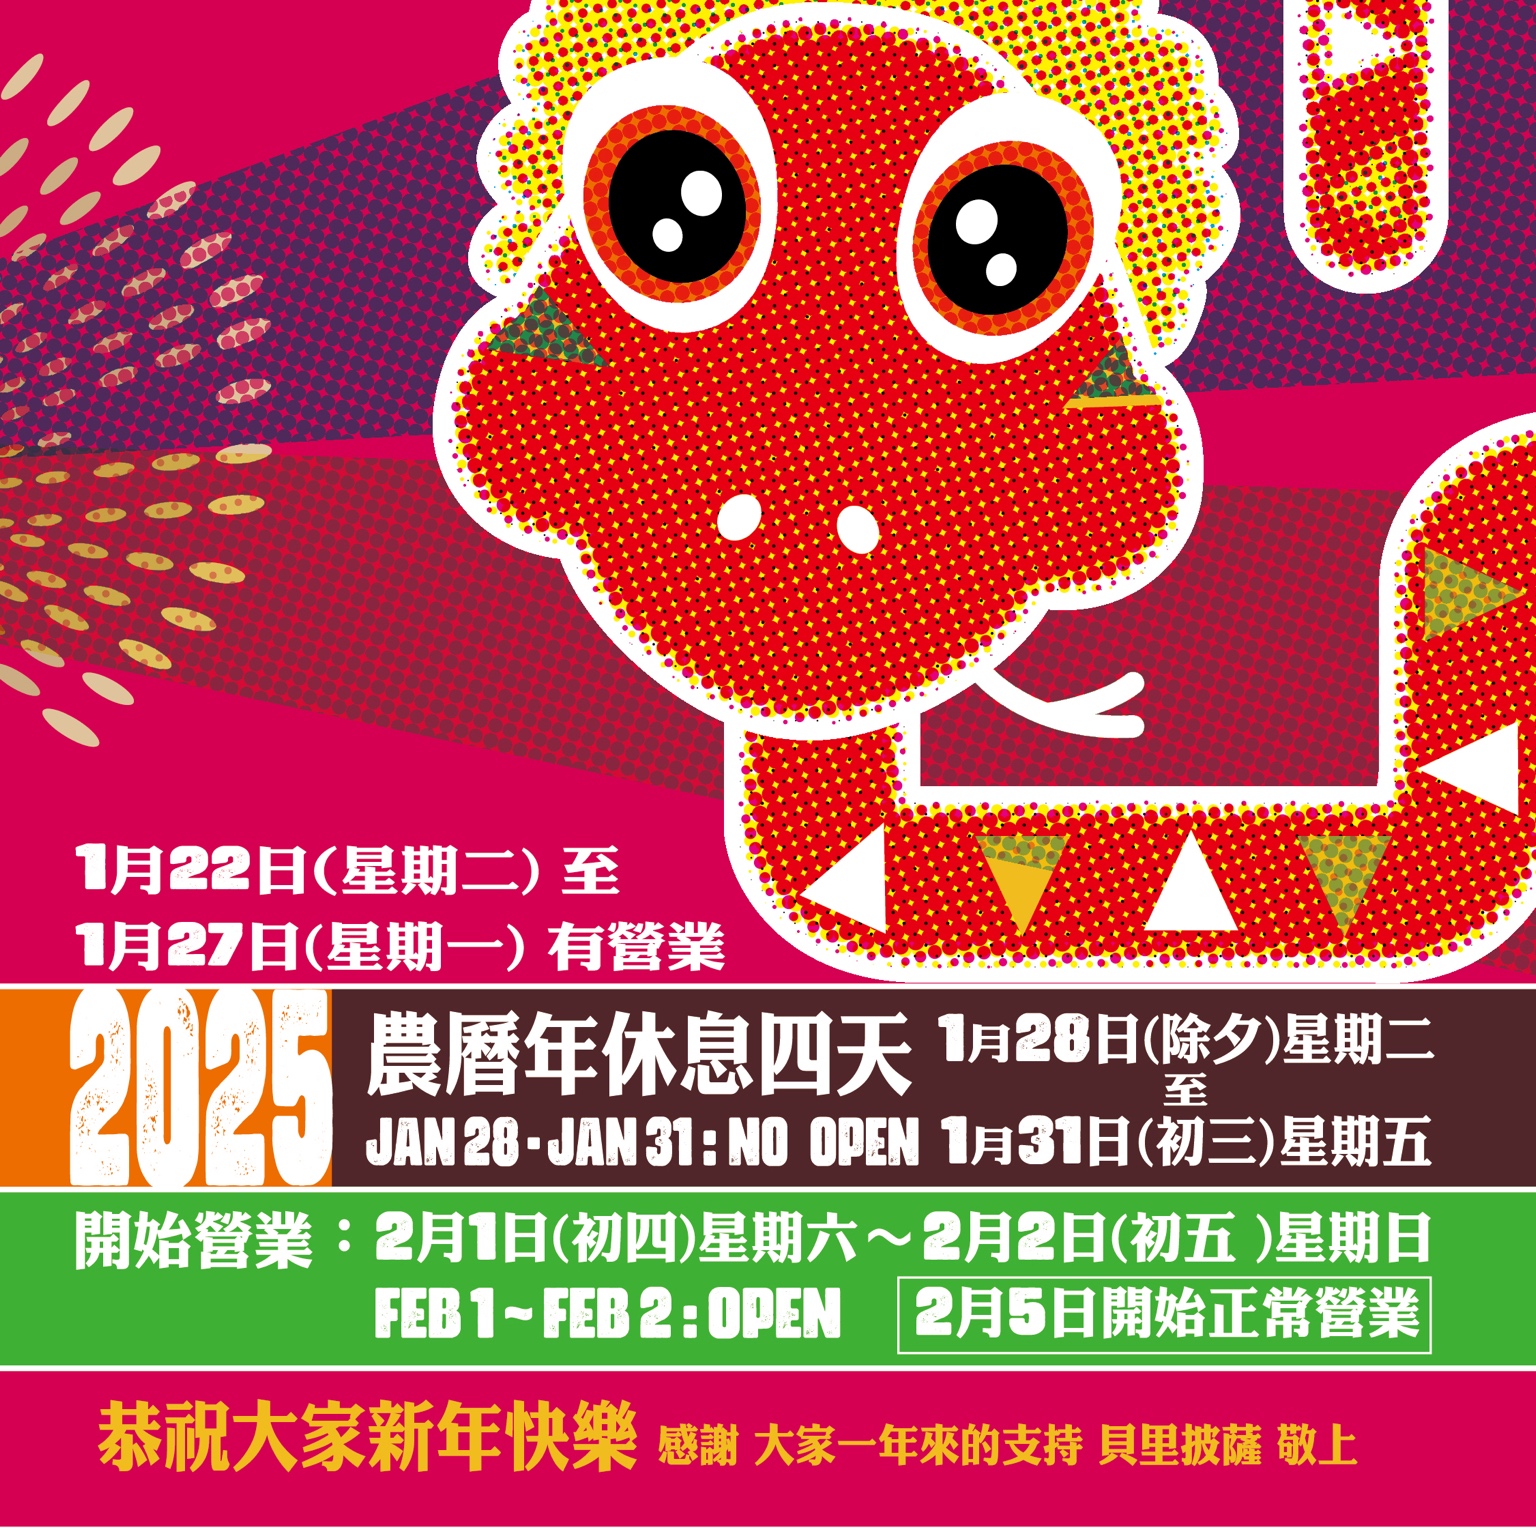 1月22日(星期二) 至
1月27日(星期一) 有營業
2025
農曆年休息四天
JAN 28 · JAN 31 : NO OPEN
1月28日(除夕)星期二
至
1月31日(初三)星期五
開始營業：2月1日(初四)星期六～2月2日(初五 )星期日
FEB 1 ~ FEB 2 : OPEN
2月5日開始正常營業
恭祝大家新年快樂 感謝 大家一年來的支持 貝里披薩 敬上